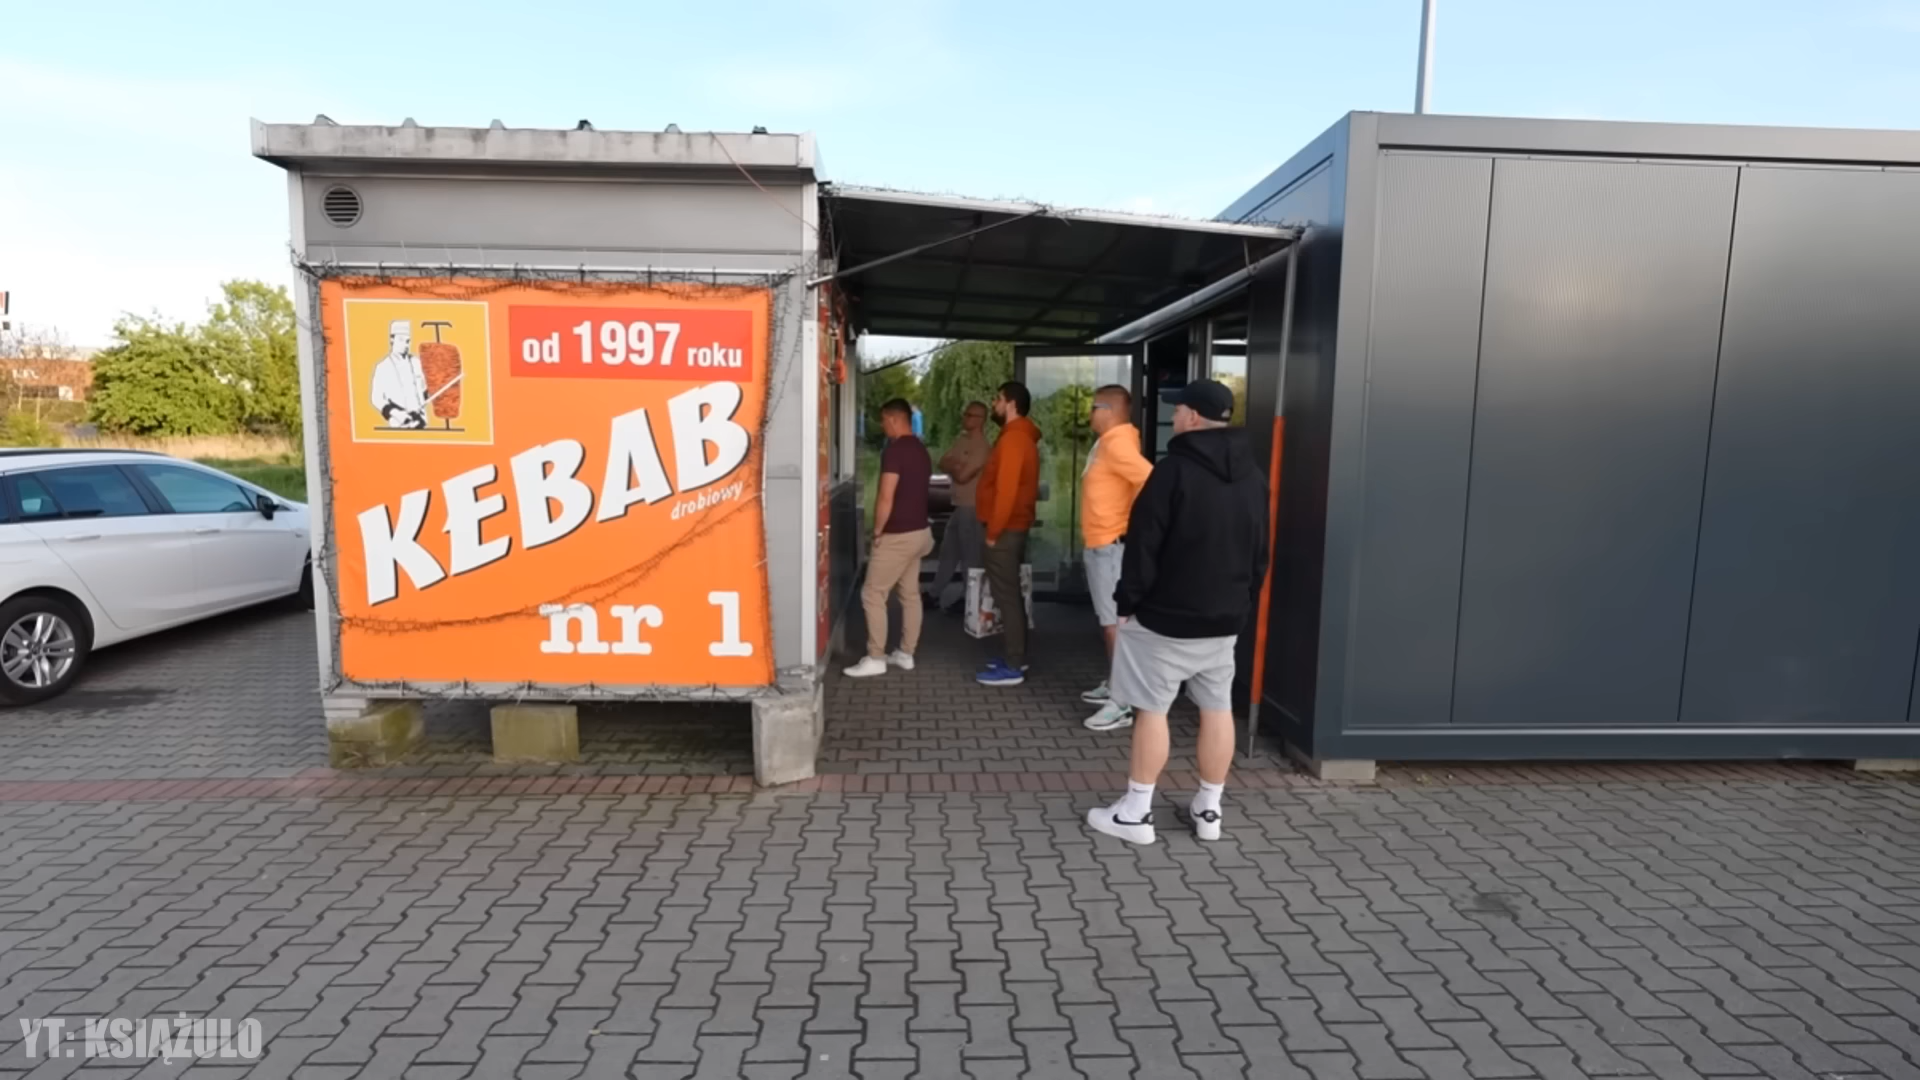 od 1997 roku
KEBAB
drobiowy
nr 1
YT: KSIĄŻULO